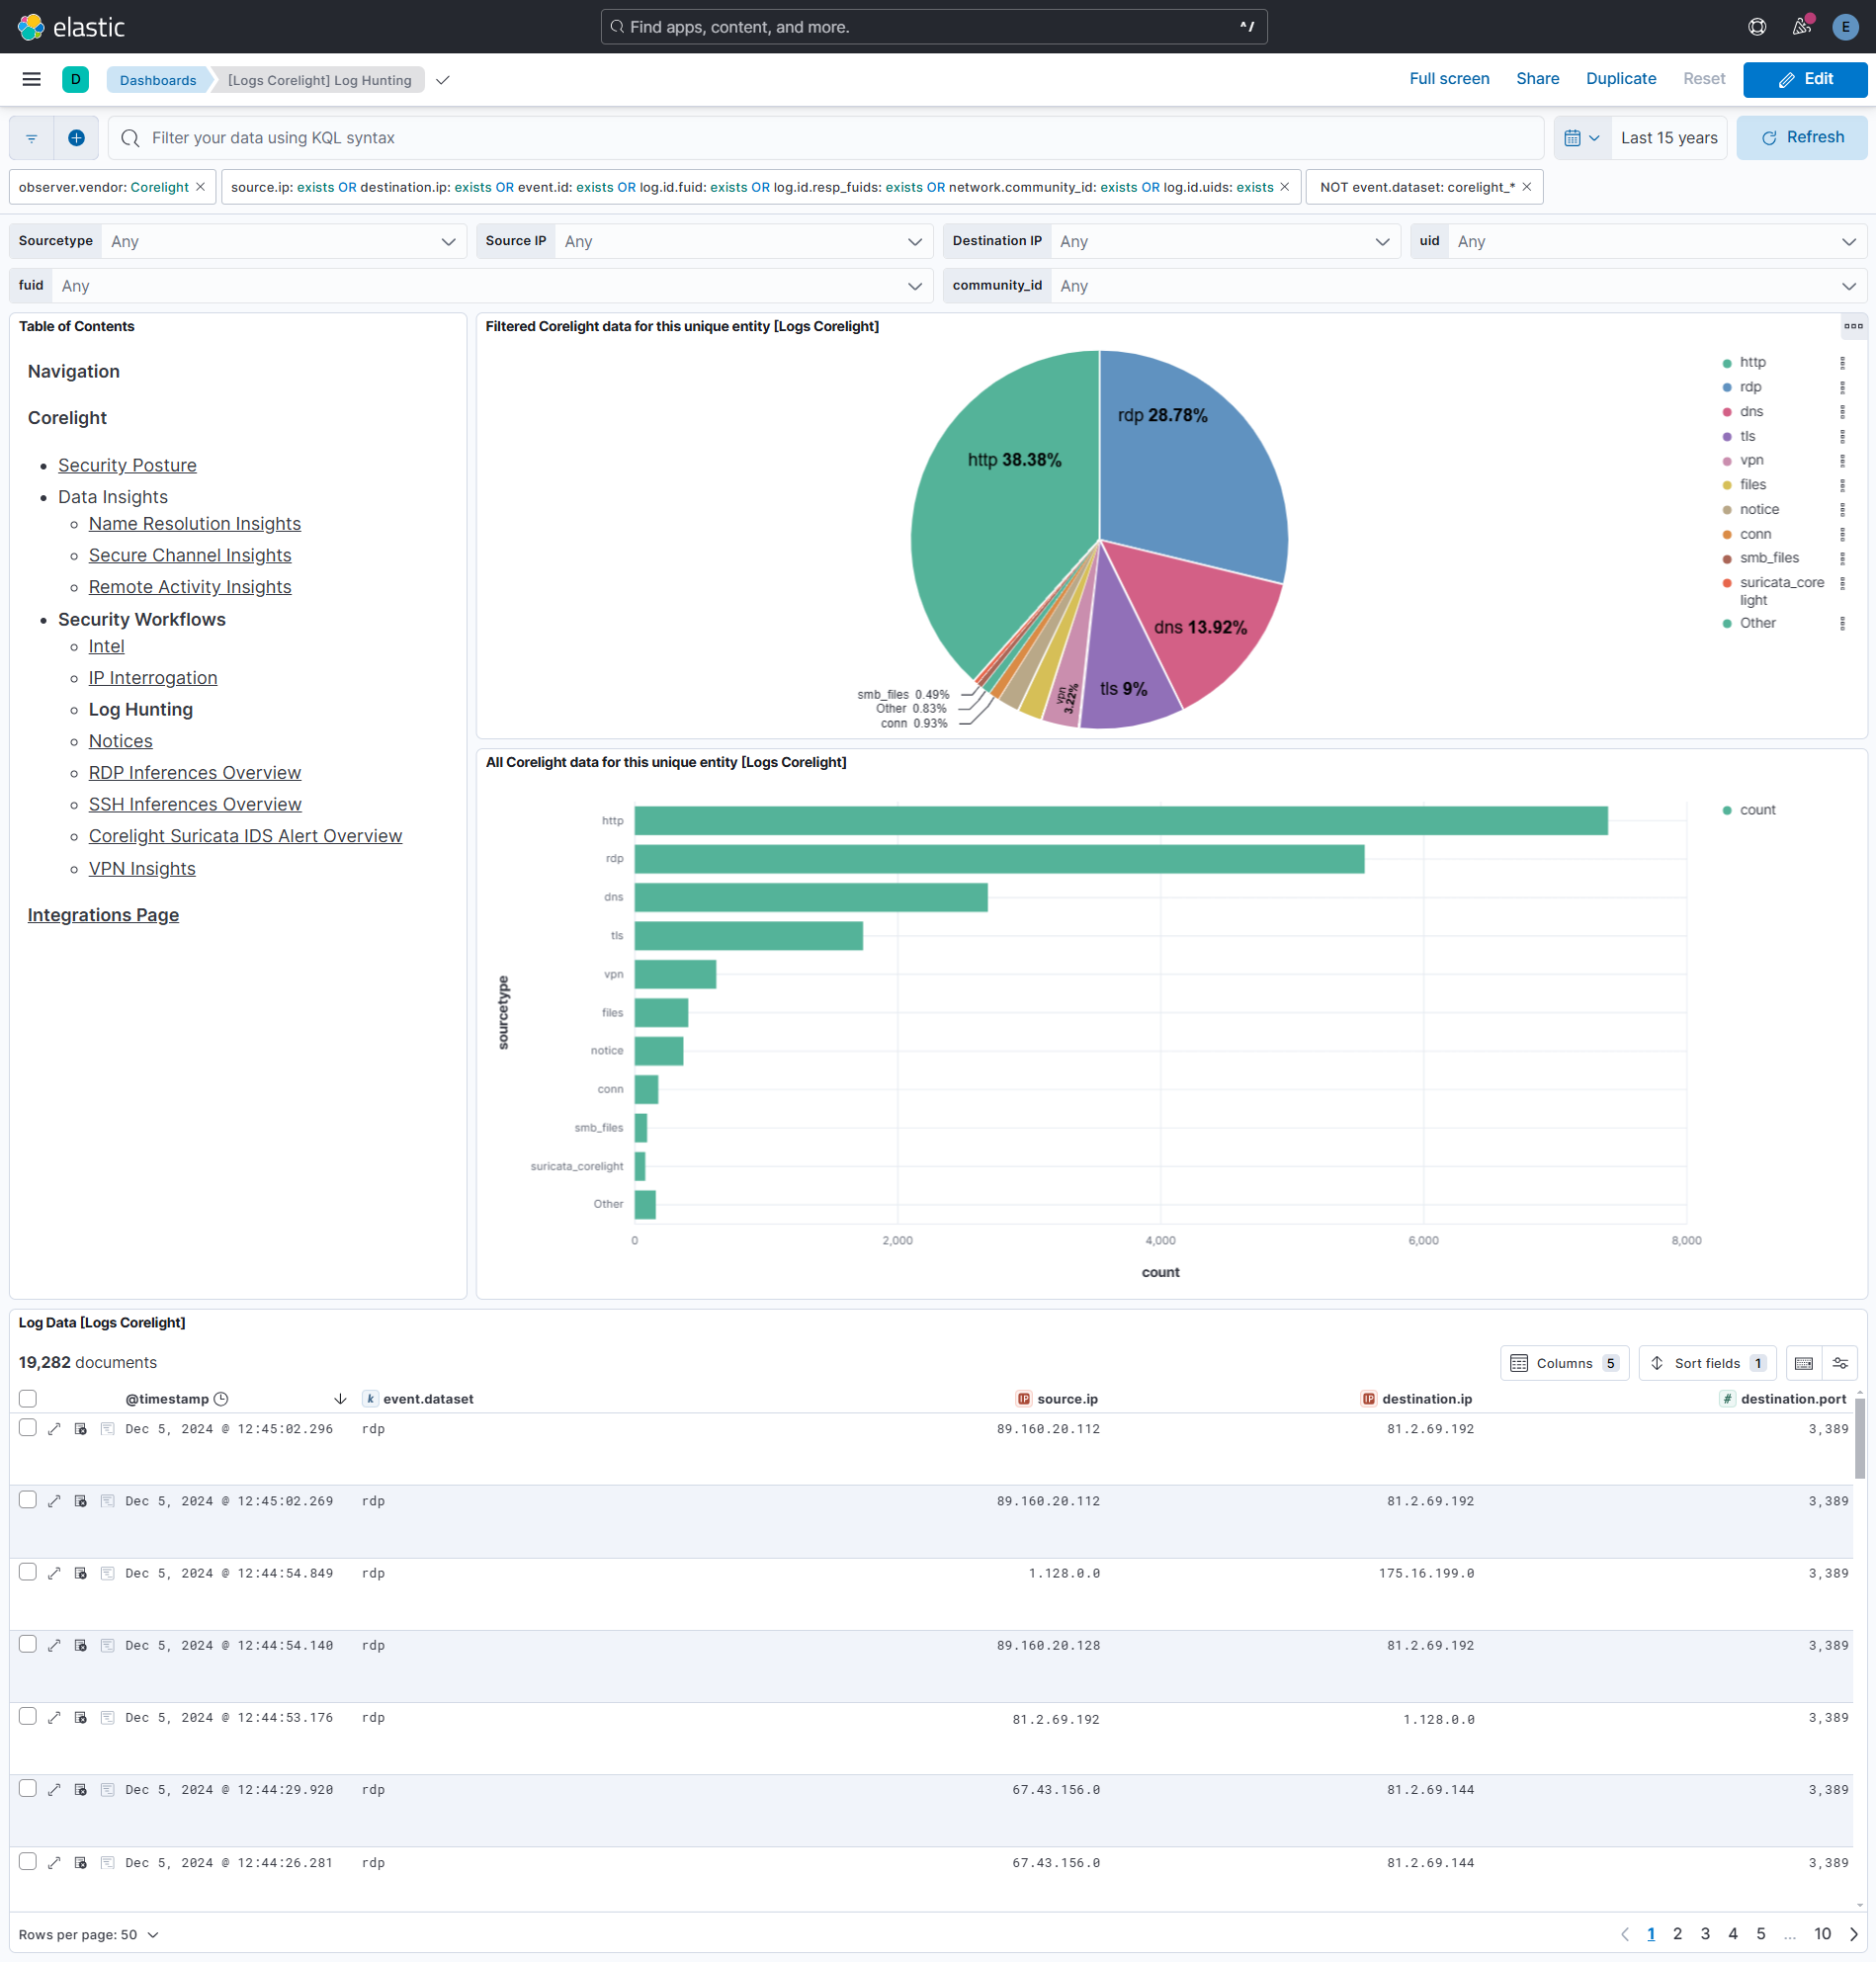 elastic
Find apps, content, and more.
^/
E
D
Dashboards
[Logs Corelight] Log Hunting
Full screen
Share
Duplicate
Reset
Edit
Filter your data using KQL syntax
Last 15 years
Refresh
observer.vendor: Corelight ×
source.ip: exists OR destination.ip: exists OR event.id: exists OR log.id.fuid: exists OR log.id.resp_fuids: exists OR network.community_id: exists OR log.id.uids: exists ×
NOT event.dataset: corelight_* ×
Sourcetype Any
Source IP Any
Destination IP Any
uid Any
fuid Any
community_id Any
Table of Contents
Navigation
Corelight
• Security Posture
• Data Insights
Name Resolution Insights
Secure Channel Insights
Remote Activity Insights
• Security Workflows
Intel
IP Interrogation
Log Hunting
Notices
RDP Inferences Overview
SSH Inferences Overview
Corelight Suricata IDS Alert Overview
VPN Insights
Integrations Page
Filtered Corelight data for this unique entity [Logs Corelight]
rdp 28.78%
http 38.38%
dns 13.92%
tls 9%
vpn
3.22%
smb_files 0.49%
Other 0.83%
conn 0.93%
http
rdp
dns
tls
vpn
files
notice
conn
smb_files
suricata_core
light
Other
All Corelight data for this unique entity [Logs Corelight]
count
sourcetype
http
rdp
dns
tls
vpn
files
notice
conn
smb_files
suricata_corelight
Other
0 2,000 4,000 6,000 8,000
count
Log Data [Logs Corelight]
19,282 documents
Columns 5
Sort fields 1
@timestamp k event.dataset IP source.ip IP destination.ip # destination.port
Dec 5, 2024 @ 12:45:02.296 rdp 89.160.20.112 81.2.69.192 3,389
Dec 5, 2024 @ 12:45:02.269 rdp 89.160.20.112 81.2.69.192 3,389
Dec 5, 2024 @ 12:44:54.849 rdp 1.128.0.0 175.16.199.0 3,389
Dec 5, 2024 @ 12:44:54.140 rdp 89.160.20.128 81.2.69.192 3,389
Dec 5, 2024 @ 12:44:53.176 rdp 81.2.69.192 1.128.0.0 3,389
Dec 5, 2024 @ 12:44:29.920 rdp 67.43.156.0 81.2.69.144 3,389
Dec 5, 2024 @ 12:44:26.281 rdp 67.43.156.0 81.2.69.144 3,389
Rows per page: 50
1 2 3 4 5 ... 10